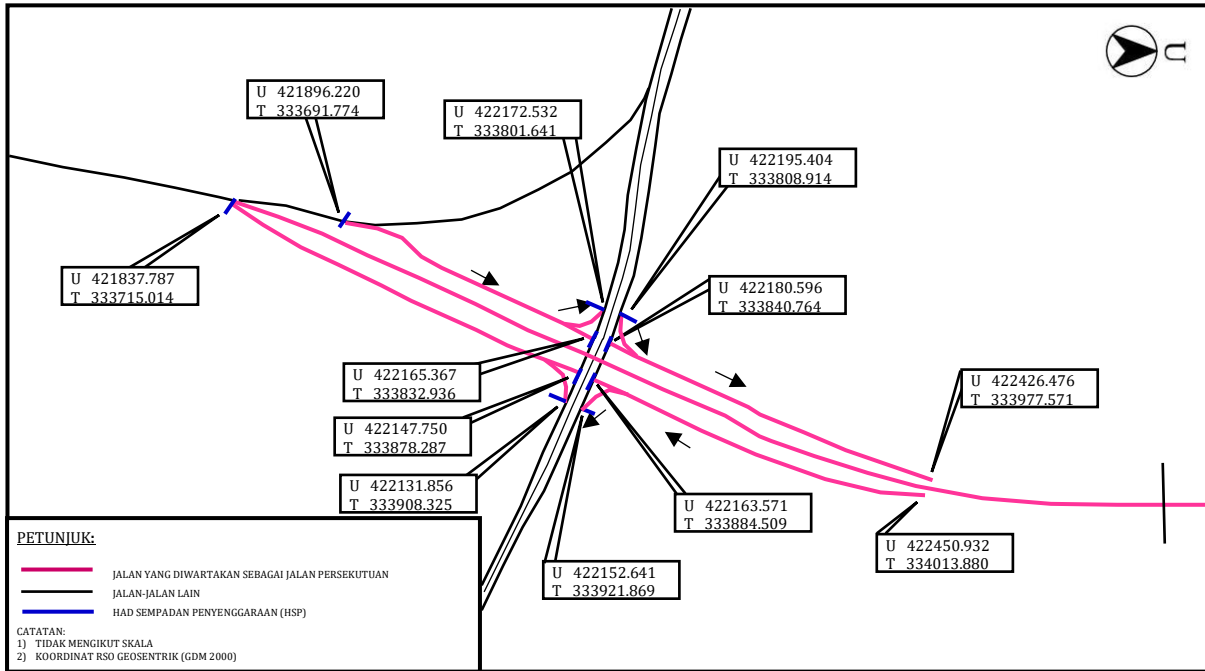 U
U 421896.220
T 333691.774
U 422172.532
T 333801.641
U 422195.404
T 333808.914
U 421837.787
T 333715.014
U 422180.596
T 333840.764
U 422165.367
T 333832.936
U 422426.476
T 333977.571
U 422147.750
T 333878.287
U 422131.856
T 333908.325
U 422163.571
T 333884.509
U 422450.932
T 334013.880
U 422152.641
T 333921.869
PETUNJUK:
JALAN YANG DIWARTAKAN SEBAGAI JALAN PERSEKUTUAN
JALAN-JALAN LAIN
HAD SEMPADAN PENYENGGARAAN (HSP)
CATATAN:
1) TIDAK MENGIKUT SKALA
2) KOORDINAT RSO GEOSENTRIK (GDM 2000)